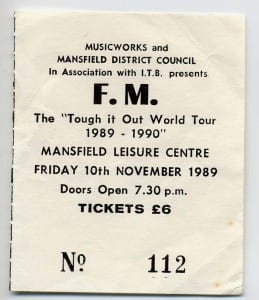 MUSICWORKS and
MANSFIELD DISTRICT COUNCIL
In Association with I.T.B. presents
F.M.
The "Tough it Out World Tour
1989 - 1990"
MANSFIELD LEISURE CENTRE
FRIDAY 10th NOVEMBER 1989
Doors Open 7.30 p.m.
TICKETS £6
Nº 112